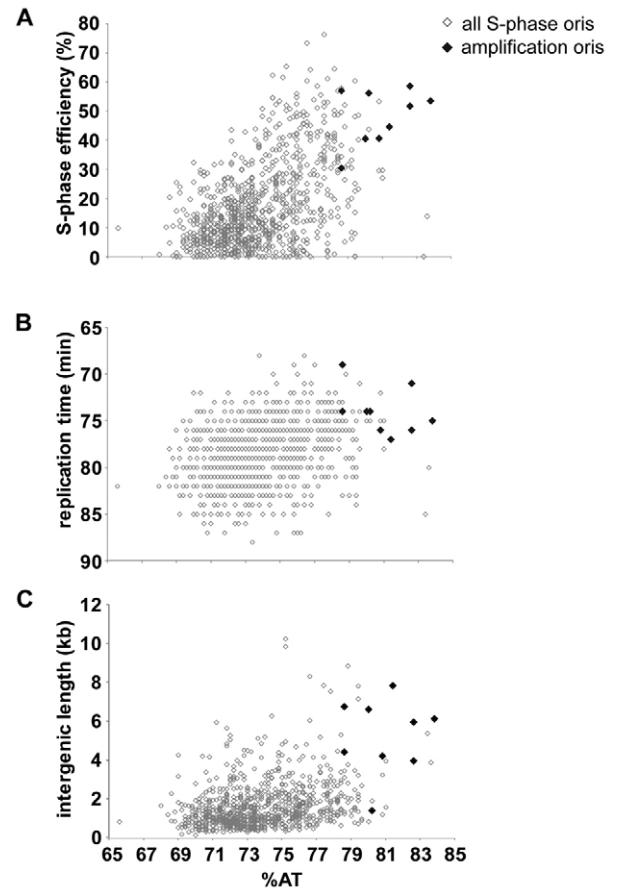 A
80
70
60
50
40
30
20
10
0
S-phase efficiency (%)
all S-phase oris
amplification oris
B
65
70
75
80
85
90
replication time (min)
C
12
10
8
6
4
2
0
intergenic length (kb)
65 67 69 71 73 75 77 79 81 83 85
%AT